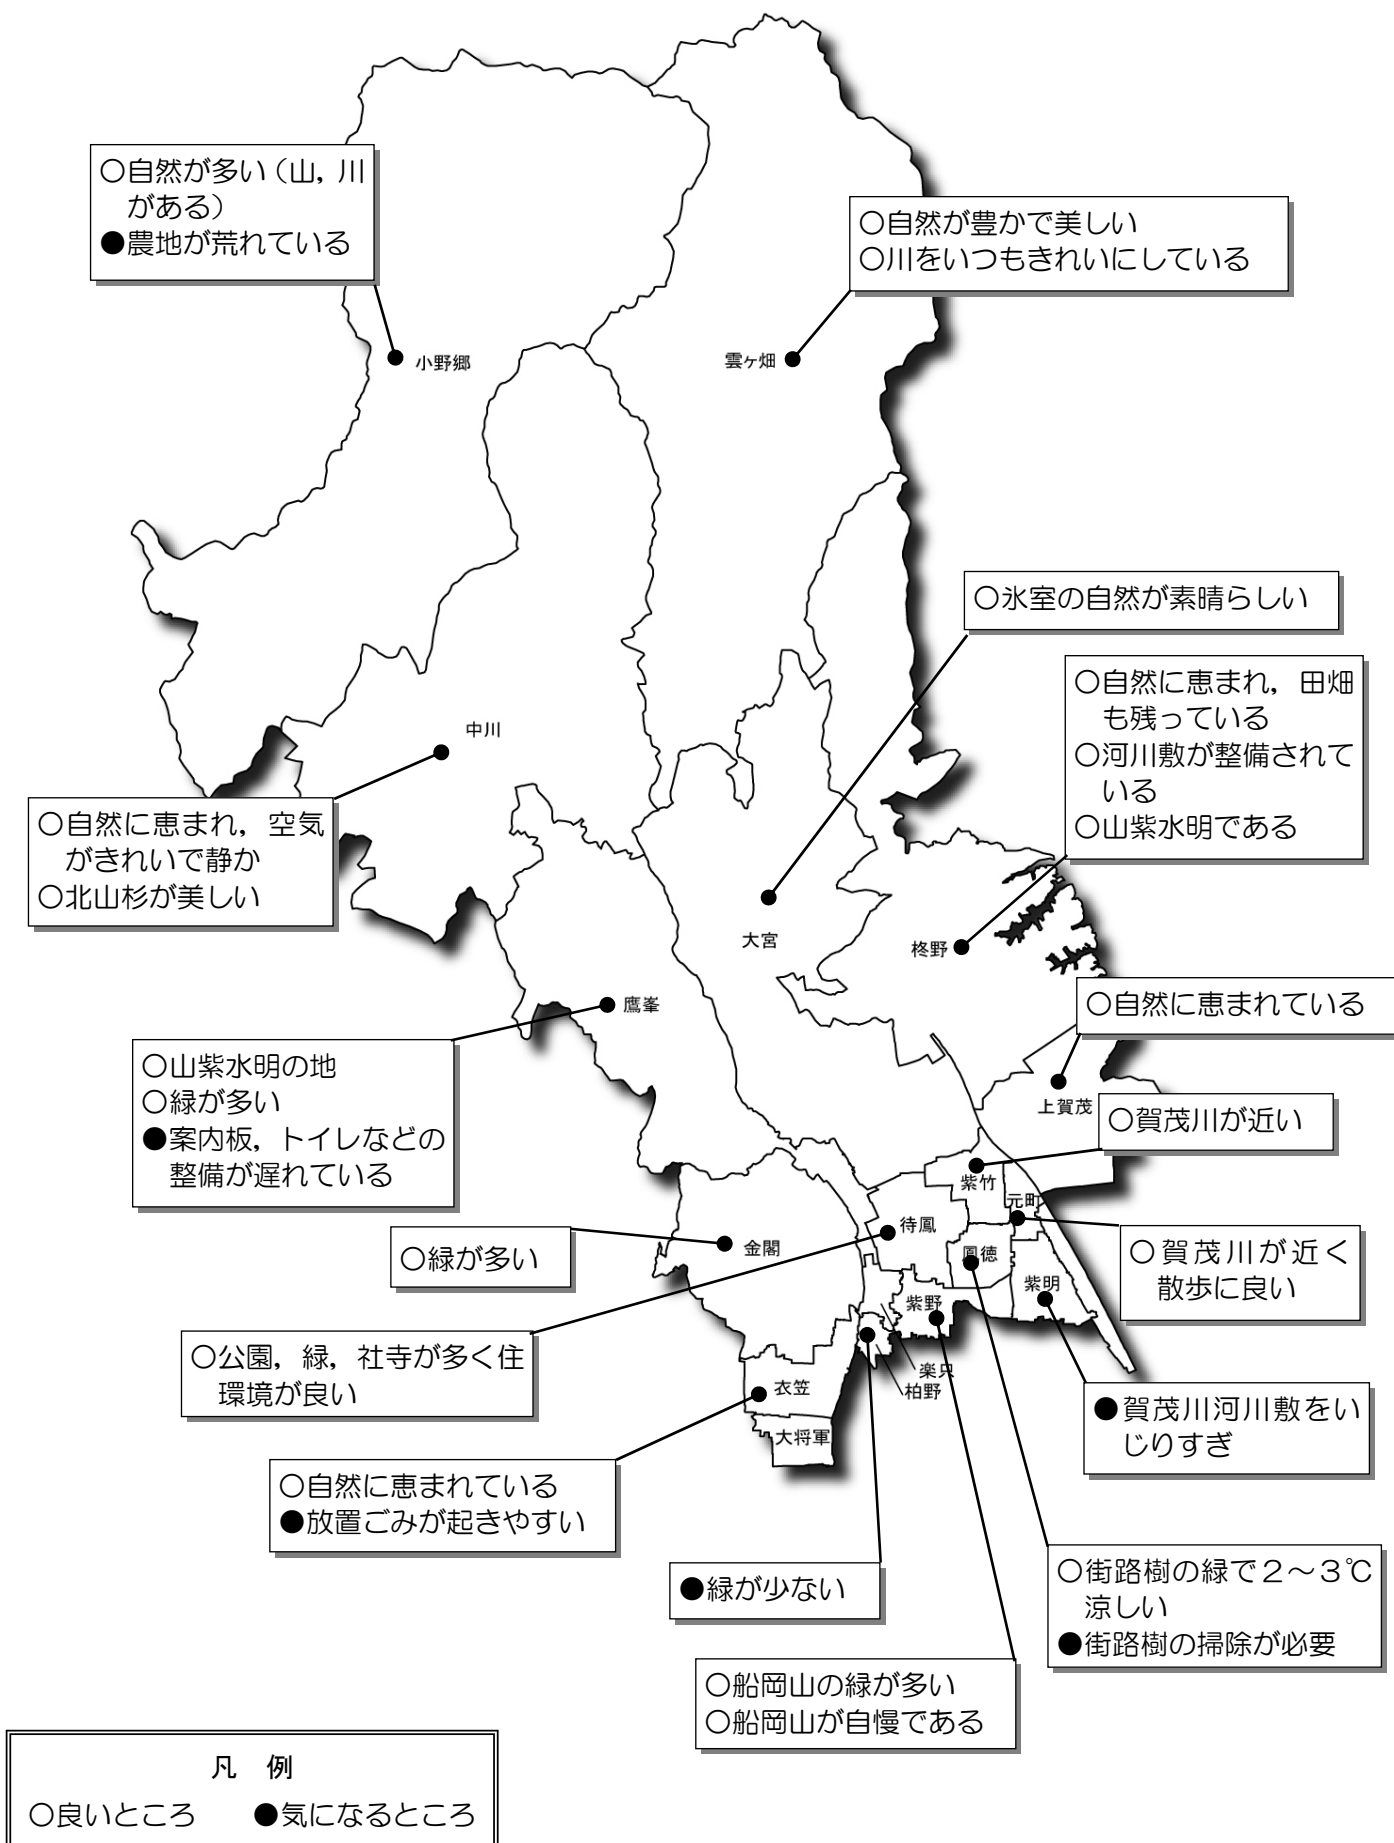 ○自然が多い（山，川
がある）
●農地が荒れている
○自然が豊かで美しい
○川をいつもきれいにしている
小野郷
雲ヶ畑
○氷室の自然が素晴らしい
○自然に恵まれ，田畑
も残っている
○河川敷が整備されて
いる
○山紫水明である
中川
○自然に恵まれ，空気
がきれいで静か
○北山杉が美しい
大宮
柊野
鷹峯
○自然に恵まれている
○山紫水明の地
○緑が多い
●案内板，トイレなどの
整備が遅れている
上賀茂
○賀茂川が近い
紫竹
元町
待鳳
鳳徳
金閣
○緑が多い
○賀茂川が近く
散歩に良い
紫明
紫野
○公園，緑，社寺が多く住
環境が良い
楽只
柏野
衣笠
大将軍
●賀茂川河川敷をい
じりすぎ
○自然に恵まれている
●放置ごみが起きやすい
●緑が少ない
○街路樹の緑で２～３℃
涼しい
●街路樹の掃除が必要
○船岡山の緑が多い
○船岡山が自慢である
凡　例
○良いところ　●気になるところ